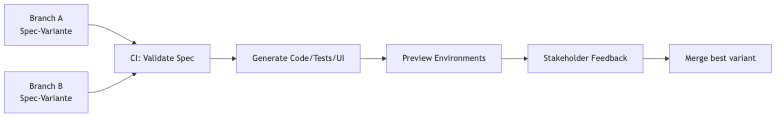 Branch A
Spec-Variante
Branch B
Spec-Variante
CI: Validate Spec
Generate Code/Tests/UI
Preview Environments
Stakeholder Feedback
Merge best variant